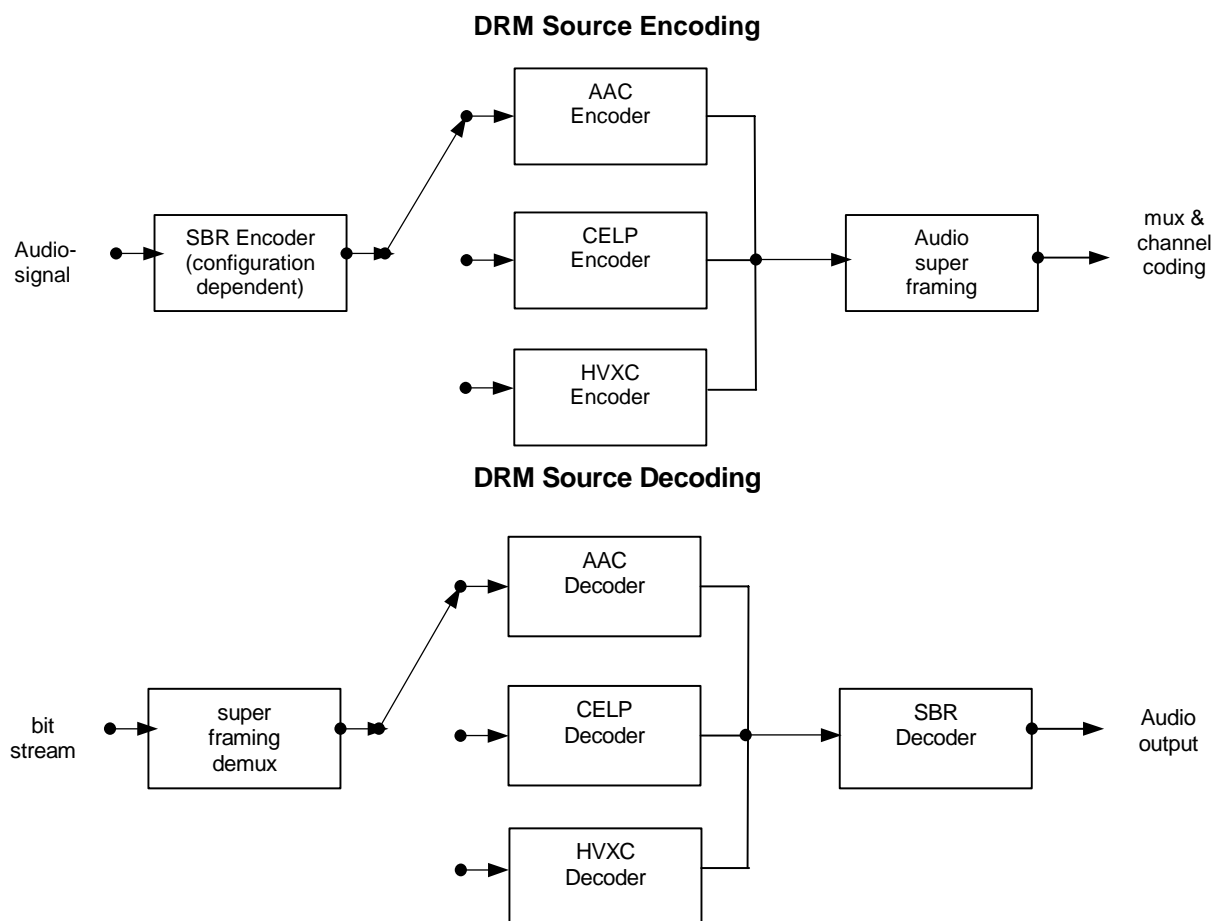 DRM Source Encoding
AAC
Encoder
Audio-
signal
SBR Encoder
(configuration
dependent)
CELP
Encoder
Audio
super
framing
mux &
channel
coding
HVXC
Encoder
DRM Source Decoding
AAC
Decoder
bit
stream
super
framing
demux
CELP
Decoder
SBR
Decoder
Audio
output
HVXC
Decoder